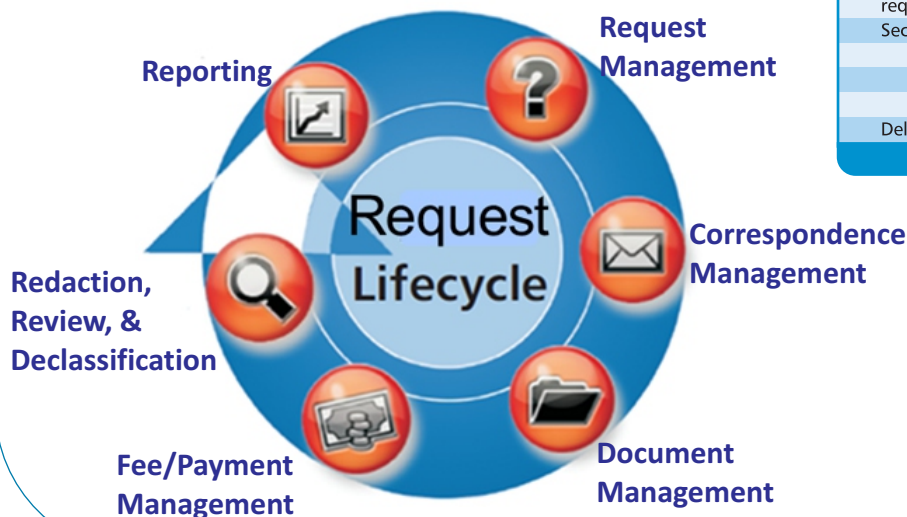 Request
Management
Reporting
Request
Lifecycle
Correspondence
Management
Redaction,
Review, &
Declassification
Document
Management
Fee/Payment
Management